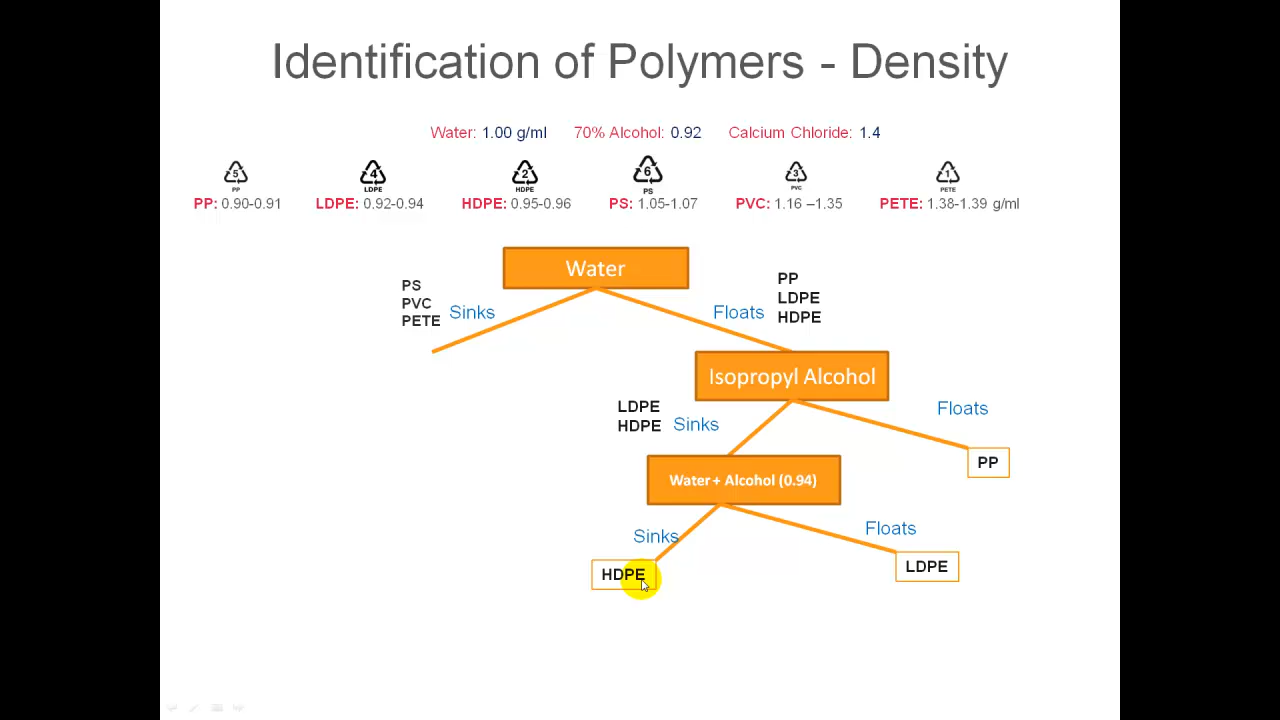 Identification of Polymers - Density
Water: 1.00 g/ml 70% Alcohol: 0.92 Calcium Chloride: 1.4
5 4 2 6 3 1
PP LDPE HDPE PS PVC PETE
PP: 0.90-0.91 LDPE: 0.92-0.94 HDPE: 0.95-0.96 PS: 1.05-1.07 PVC: 1.16 –1.35 PETE: 1.38-1.39 g/ml
Water
PS
PVC
PETE
Sinks
Floats
PP
LDPE
HDPE
Isopropyl Alcohol
LDPE
HDPE
Sinks
Floats
PP
Water + Alcohol (0.94)
Sinks
Floats
HDPE
LDPE